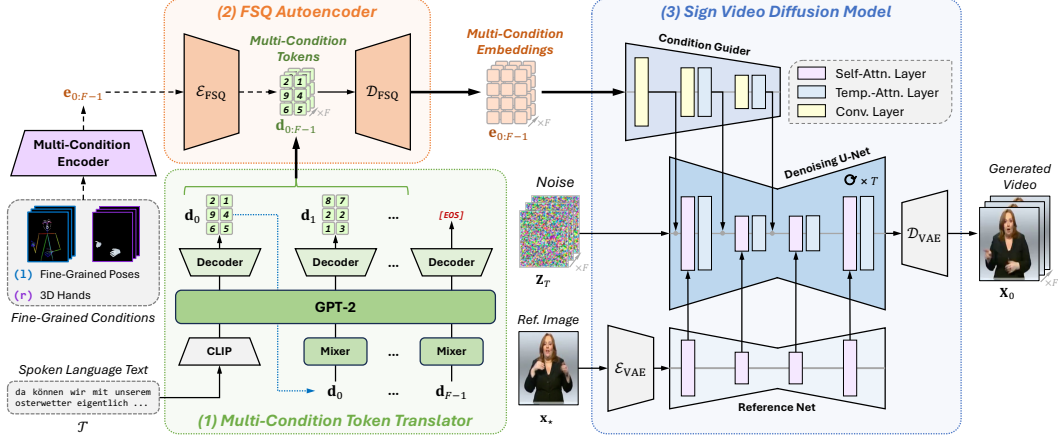 (2) FSQ Autoencoder
Multi-Condition
Tokens
ℰFSQ
2 1
9 4
6 5
×F
d0:F−1
𝒟FSQ
e0:F−1
Multi-Condition
Encoder
(l) Fine-Grained Poses
(r) 3D Hands
Fine-Grained Conditions
Spoken Language Text
da können wir mit unserem
osterwetter eigentlich ...
𝒯
Multi-Condition
Embeddings
×F
e0:F−1
d0
2 1
9 4
6 5
d1
8 7
2 2
1 3
...
[EOS]
Decoder
Decoder
...
Decoder
GPT-2
CLIP
Mixer
...
Mixer
d0
...
dF−1
(1) Multi-Condition Token Translator
(3) Sign Video Diffusion Model
Condition Guider
Self-Attn. Layer
Temp.-Attn. Layer
Conv. Layer
Denoising U-Net
× T
Noise
×F
ZT
Ref. Image
x⋆
ℰVAE
Reference Net
𝒟VAE
Generated
Video
×F
X0